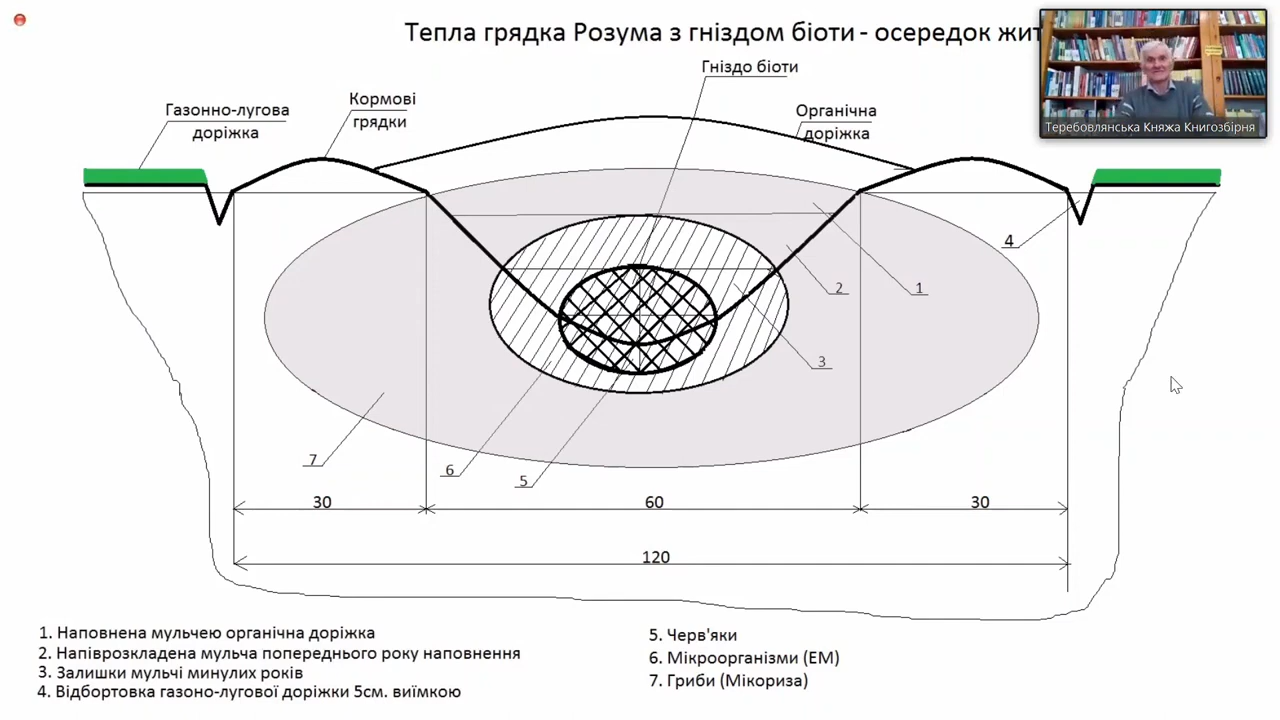 Тепла грядка Розума з гніздом біоти - осередок жит
Гніздо біоти
Кормові
грядки
Газонно-лугова
доріжка
Органічна
доріжка
Теребовлянська Княжа Книгозбірня
4
2
1
3
7
6
5
30
60
30
120
1. Наповнена мульчею органічна доріжка
2. Напіврозкладена мульча попереднього року наповнення
3. Залишки мульчі минулих років
4. Відбортовка газоно-лугової доріжки 5см. виїмкою
5. Черв'яки
6. Мікроорганізми (ЕМ)
7. Гриби (Мікориза)